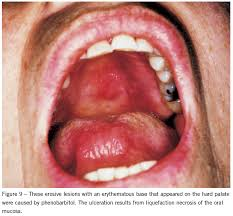 Figure 9 – These erosive lesions with an erythematous base that appeared on the hard palate
were caused by phenobarbitol. The ulceration results from liquefaction necrosis of the oral
mucosa.